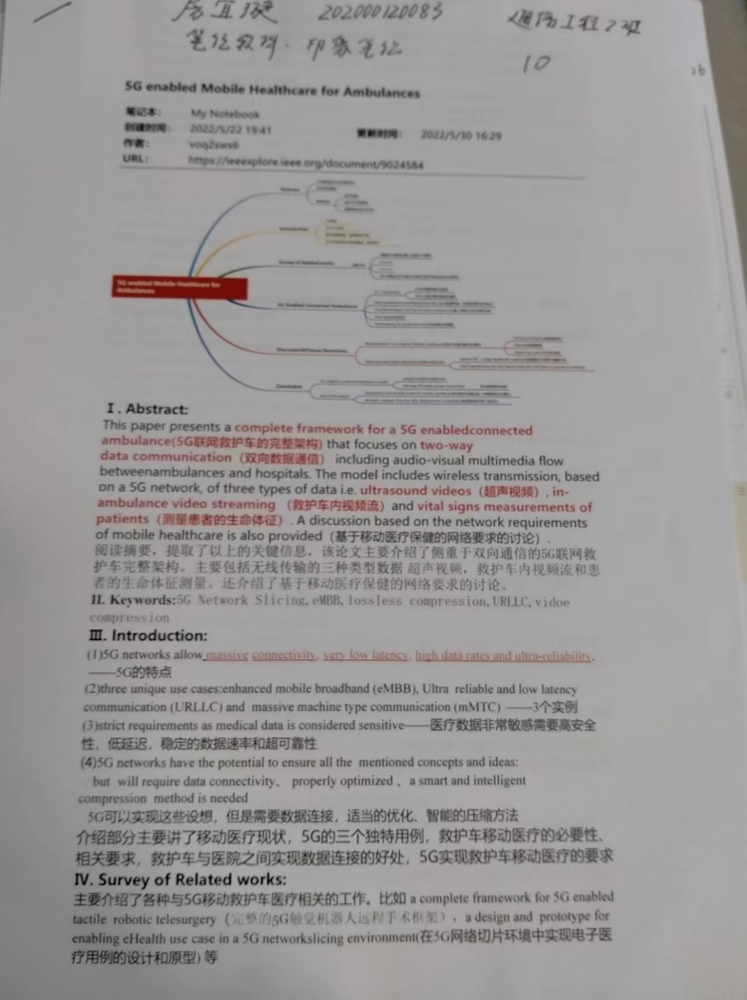 202000120083 通信工程2班
笔记软件：印象笔记
10
5G enabled Mobile Healthcare for Ambulances
笔记本： My Notebook
创建时间： 2022/5/22 19:41 更新时间： 2022/5/30 16:29
作者： voq2swx6
URL： https://ieeexplore.ieee.org/document/9024584
Abstract
Introduction
Survey of Related works
5G enabled Mobile Healthcare for
Ambulances
5G Enabled Connected Ambulance
Discussion&Future Directions
Conclusion
Ⅰ. Abstract:
This paper presents a complete framework for a 5G enabledconnected
ambulance(5G联网救护车的完整架构) that focuses on two-way
data communication（双向数据通信） including audio-visual multimedia flow
betweenambulances and hospitals. The model includes wireless transmission, based
on a 5G network, of three types of data i.e. ultrasound videos（超声视频）, in-
ambulance video streaming （救护车内视频流）and vital signs measurements of
patients（测量患者的生命体征）. A discussion based on the network requirements
of mobile healthcare is also provided（基于移动医疗保健的网络要求的讨论）.
阅读摘要，提取了以上的关键信息，该论文主要介绍了侧重于双向通信的5G联网救
护车完整架构。主要包括无线传输的三种类型数据 超声视频，救护车内视频流和患
者的生命体征测量。还介绍了基于移动医疗保健的网络要求的讨论。
II. Keywords:5G Network Slicing,eMBB,lossless compression,URLLC,vidoe
compression
Ⅲ. Introduction:
(1)5G networks allow massive connectivity, very low latency, high data rates and ultra-reliability.
——5G的特点
(2)three unique use cases:enhanced mobile broadband (eMBB), Ultra reliable and low latency
communication (URLLC) and massive machine type communication (mMTC) ——3个实例
(3)strict requirements as medical data is considered sensitive——医疗数据非常敏感需要高安全
性，低延迟，稳定的数据速率和超可靠性
(4)5G networks have the potential to ensure all the mentioned concepts and ideas:
but will require data connectivity、 properly optimized 、a smart and intelligent
compression method is needed
5G可以实现这些设想，但是需要数据连接，适当的优化、智能的压缩方法
介绍部分主要讲了移动医疗现状，5G的三个独特用例，救护车移动医疗的必要性、
相关要求，救护车与医院之间实现数据连接的好处，5G实现救护车移动医疗的要求
Ⅳ. Survey of Related works:
主要介绍了各种与5G移动救护车医疗相关的工作。比如 a complete framework for 5G enabled
tactile robotic telesurgery（完整的5G触觉机器人远程手术框架），a design and prototype for
enabling eHealth use case in a 5G networkslicing environment(在5G网络切片环境中实现电子医
疗用例的设计和原型) 等